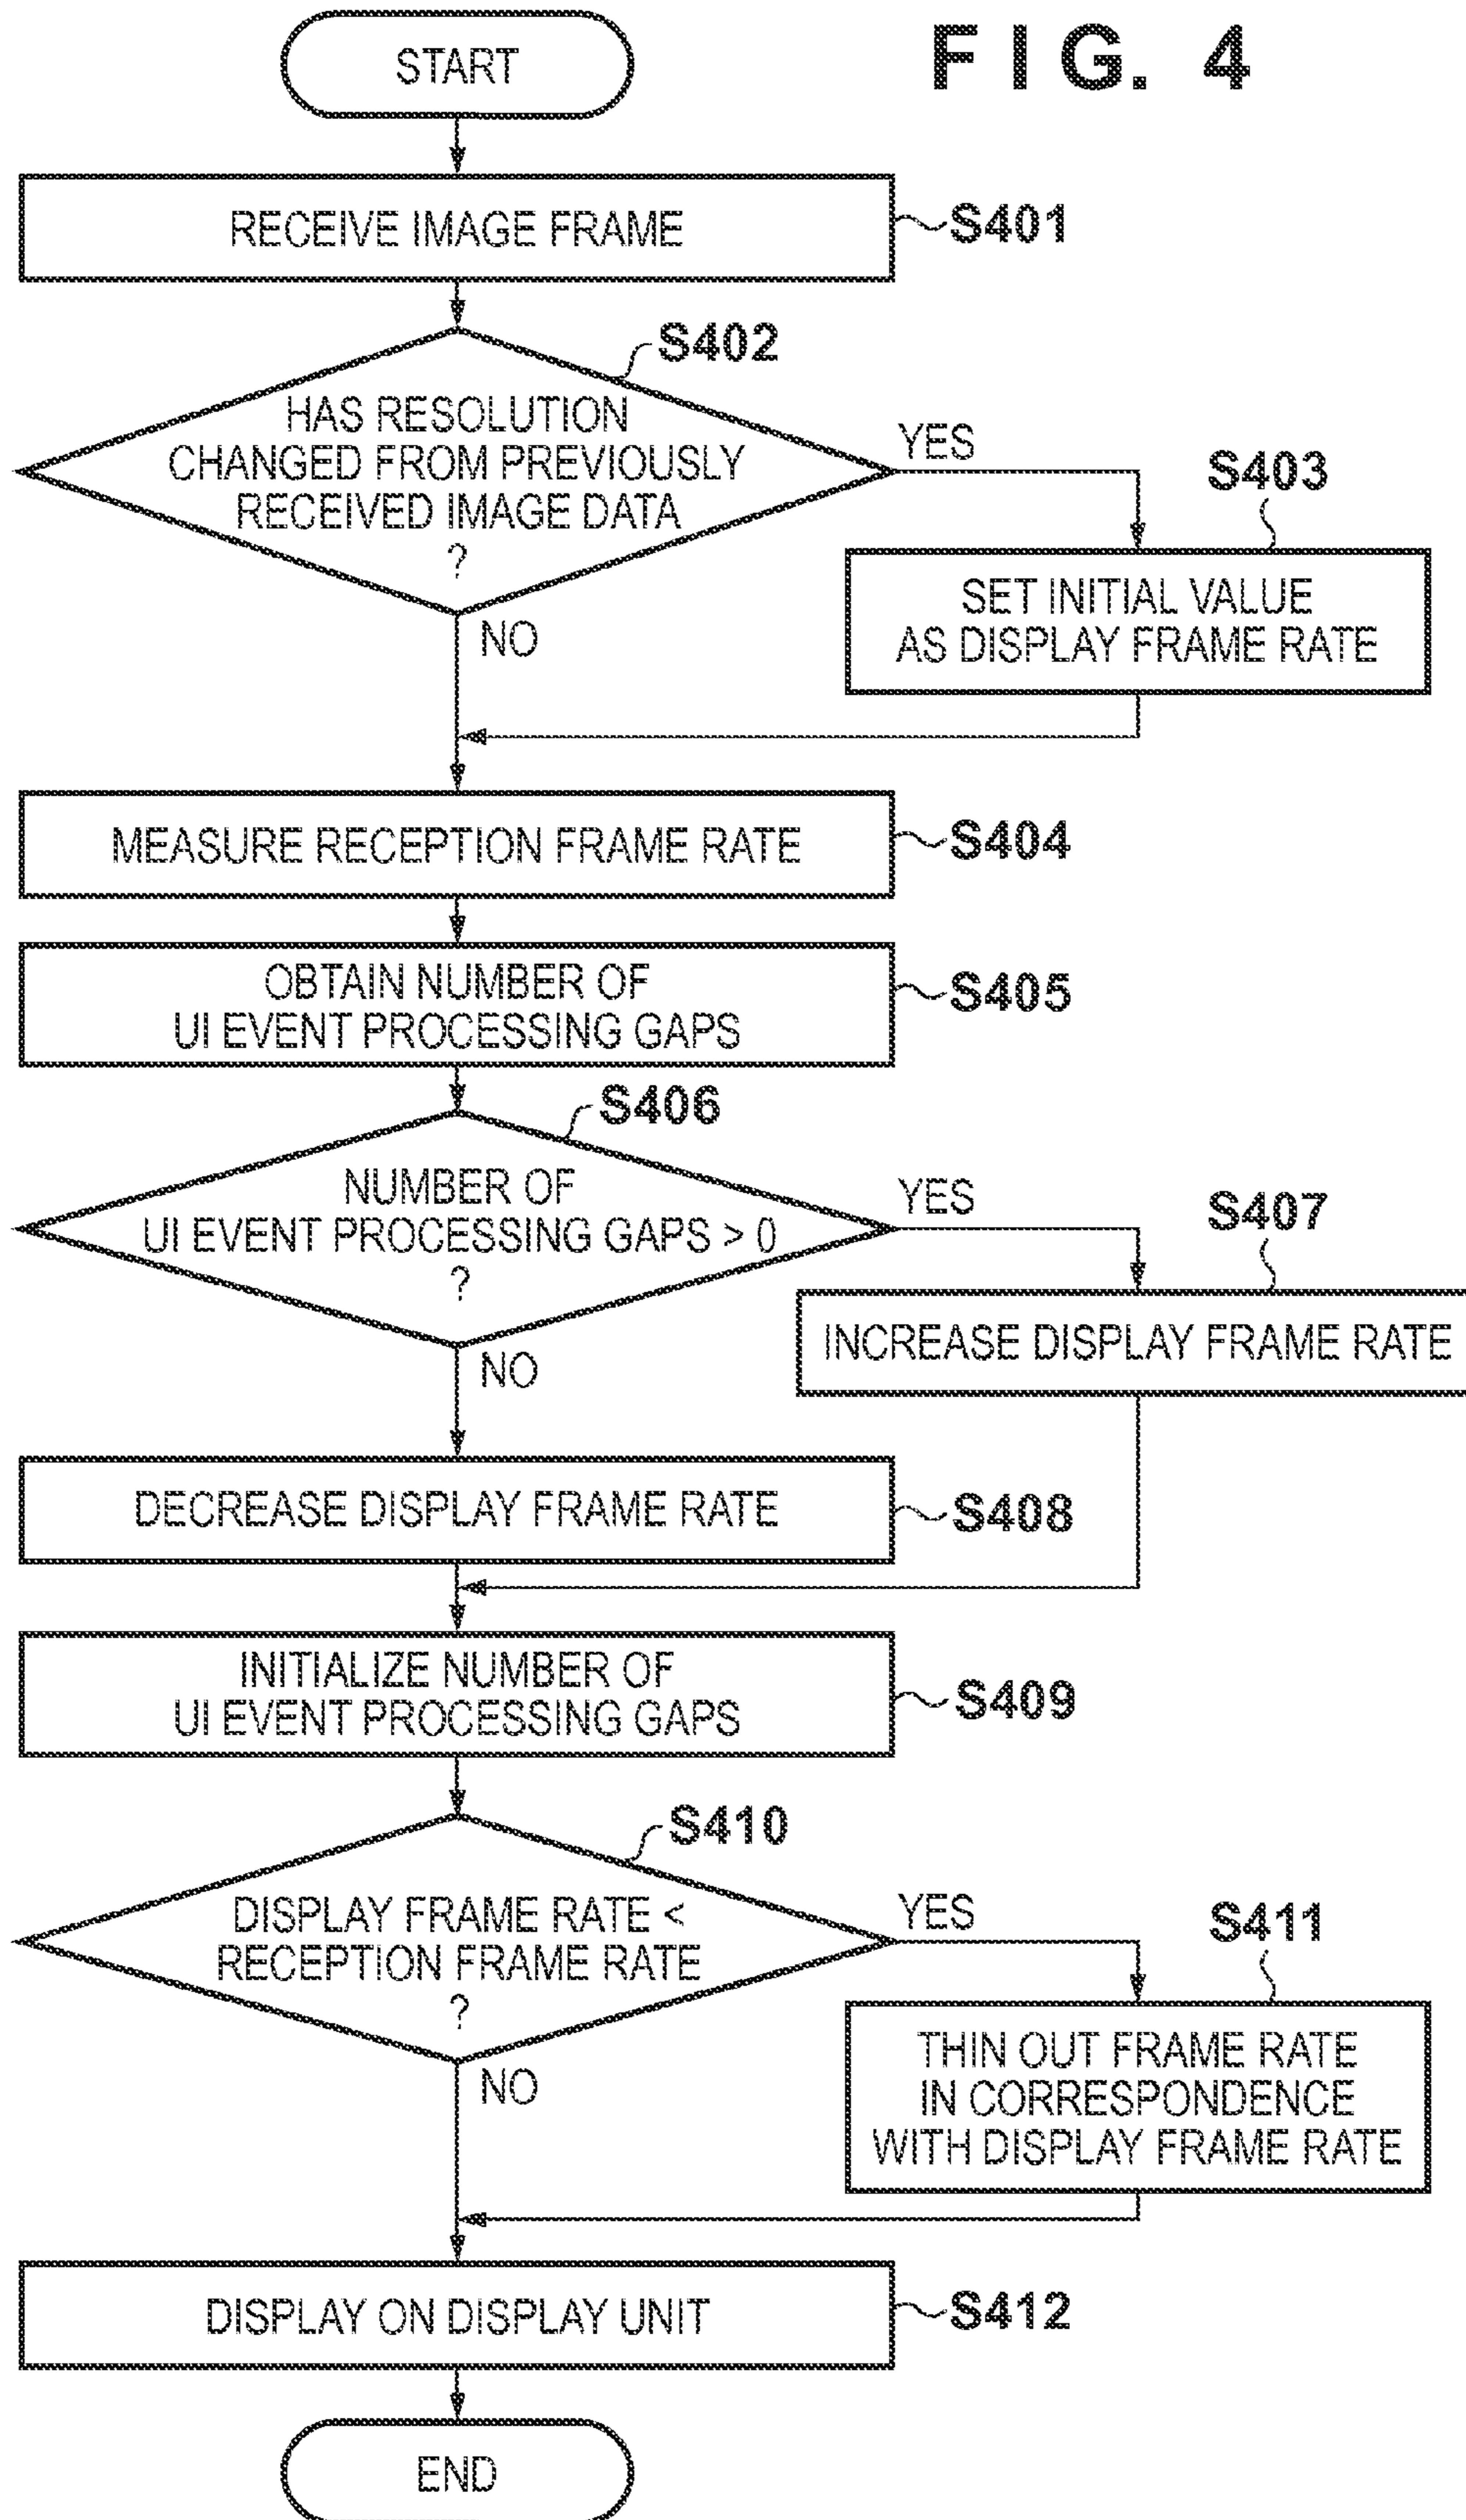 FIG. 4
START
RECEIVE IMAGE FRAME
S401
S402
HAS RESOLUTION
CHANGED FROM PREVIOUSLY
RECEIVED IMAGE DATA
?
YES
NO
S403
SET INITIAL VALUE
AS DISPLAY FRAME RATE
MEASURE RECEPTION FRAME RATE
S404
OBTAIN NUMBER OF
UI EVENT PROCESSING GAPS
S405
S406
NUMBER OF
UI EVENT PROCESSING GAPS > 0
?
YES
NO
S407
INCREASE DISPLAY FRAME RATE
DECREASE DISPLAY FRAME RATE
S408
INITIALIZE NUMBER OF
UI EVENT PROCESSING GAPS
S409
S410
DISPLAY FRAME RATE <
RECEPTION FRAME RATE
?
YES
NO
S411
THIN OUT FRAME RATE
IN CORRESPONDENCE
WITH DISPLAY FRAME RATE
DISPLAY ON DISPLAY UNIT
S412
END